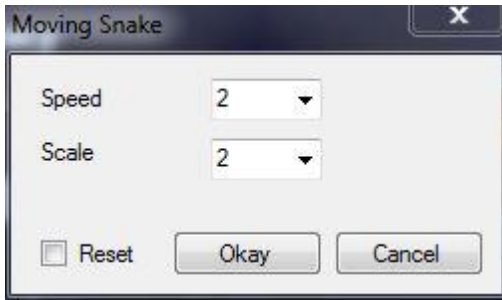 Moving Snake
x
Speed 2
Scale 2
Reset Okay Cancel